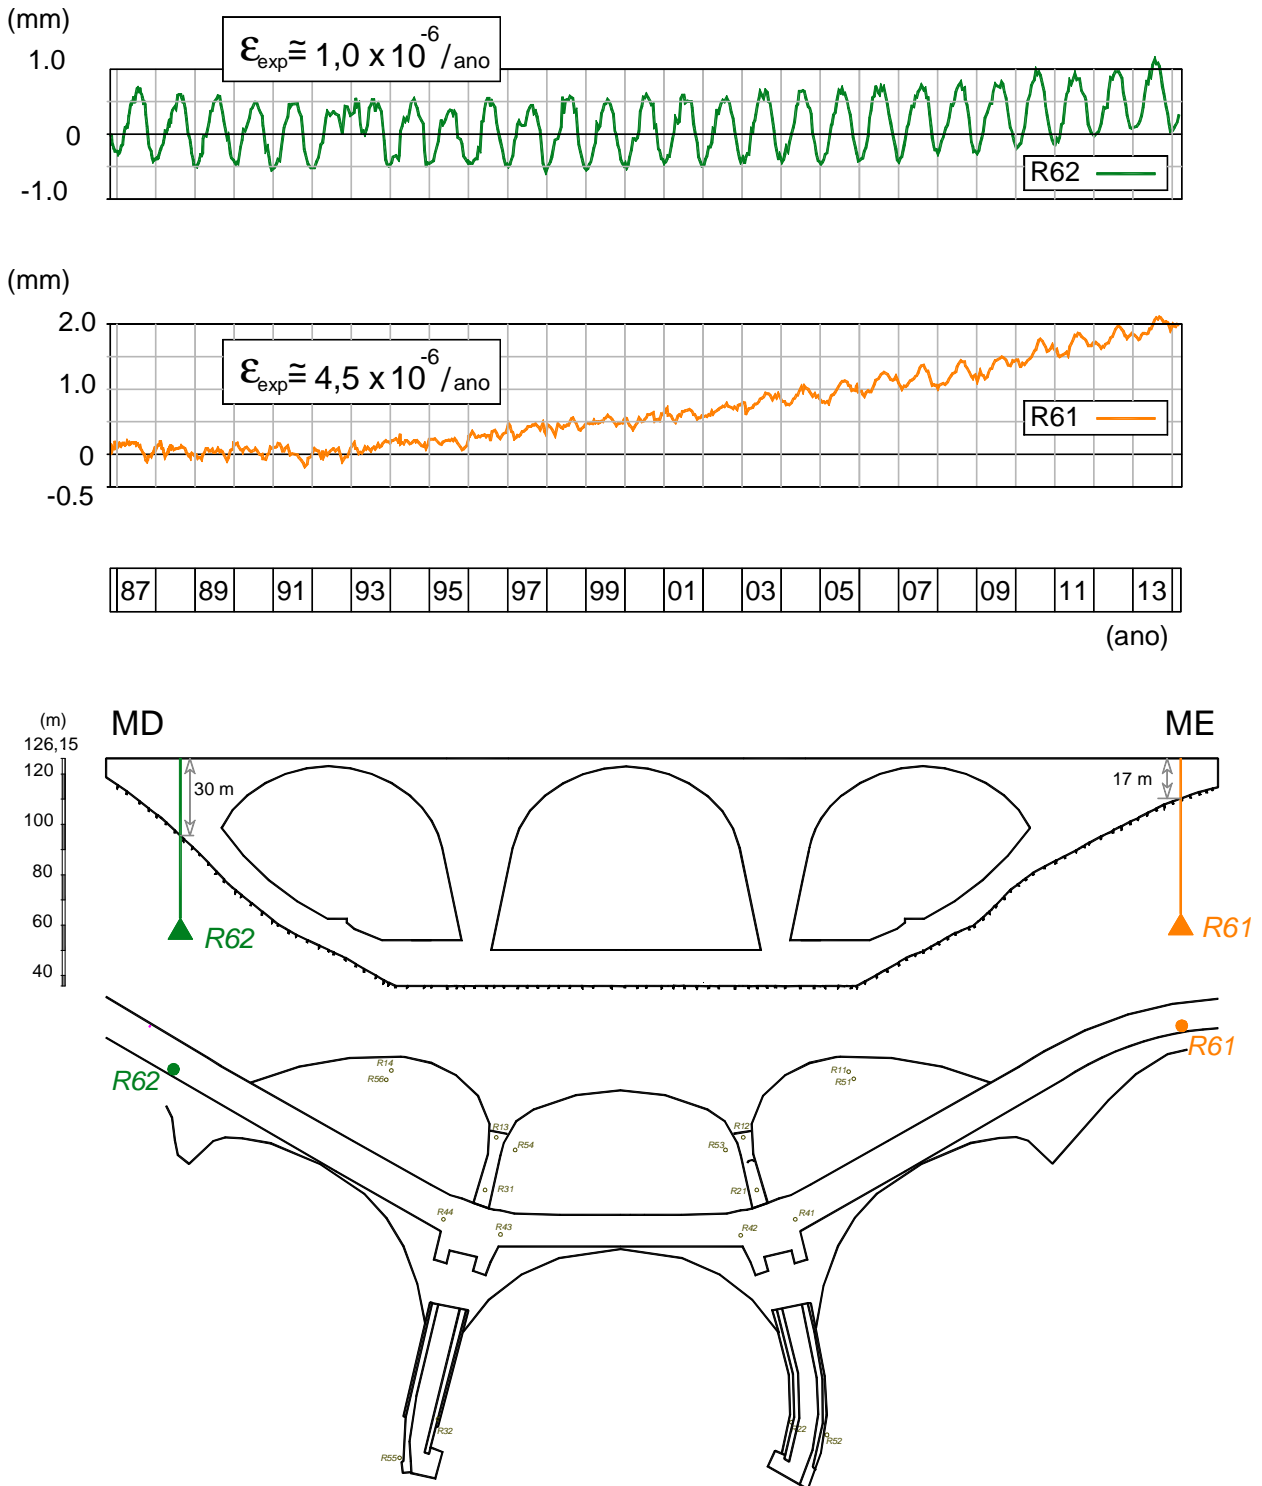 (mm)
1.0
0
-1.0
εexp≅ 1,0 x 10-6/ano
R62
(mm)
2.0
1.0
0
-0.5
εexp≅ 4,5 x 10-6/ano
R61
87 89 91 93 95 97 99 01 03 05 07 09 11 13
(ano)
(m)
126,15
120
100
80
60
40
MD
ME
30 m
17 m
R62
R61
R14
R56
R11
R51
R61
R62
R13
R54
R12
R53
R31
R21
R44
R43
R42
R41
R32
R22
R52
R55